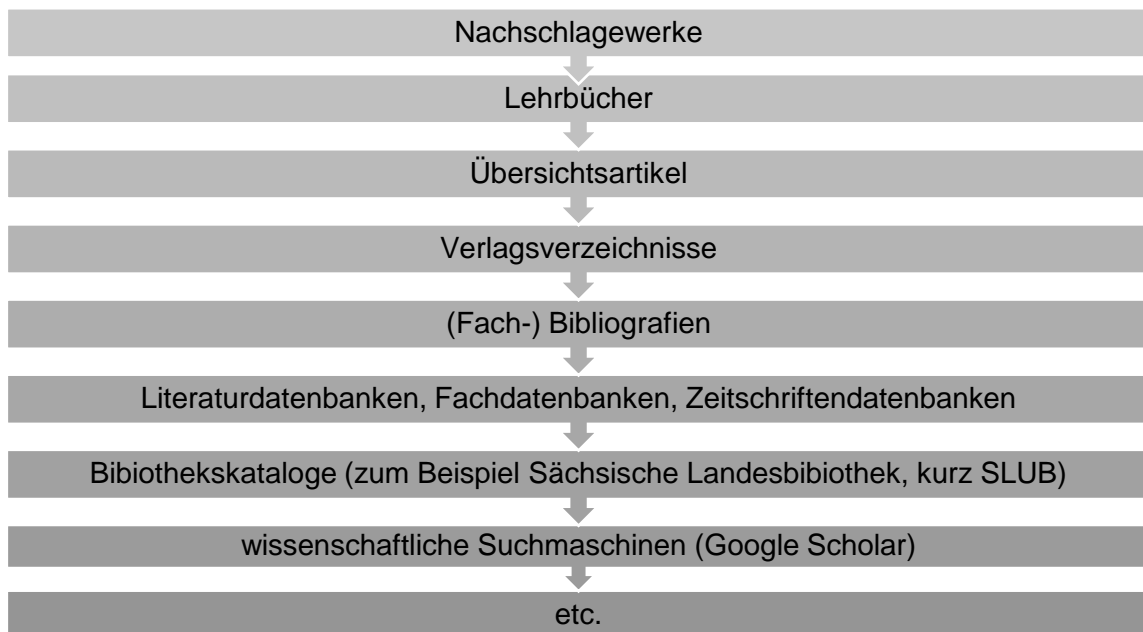 Nachschlagewerke
Lehrbücher
Übersichtsartikel
Verlagsverzeichnisse
(Fach-) Bibliografien
Literaturdatenbanken, Fachdatenbanken, Zeitschriftendatenbanken
Bibiothekskataloge (zum Beispiel Sächsische Landesbibiothek, kurz SLUB)
wissenschaftliche Suchmaschinen (Google Scholar)
etc.